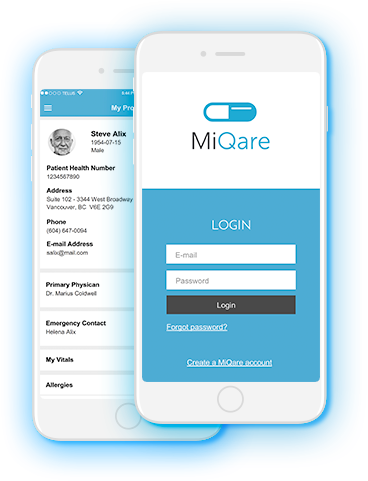 TELUS
9:4
My Pro
Steve Alix
1954-07-15
Male
Patient Health Number
1234567890
Address
Suite 102 - 3344 West Broadway
Vancouver, BC V6E 2G9
Phone
(604) 647-0094
E-mail Address
salix@mail.com
Primary Physican
Dr. Marius Coldwell
Emergency Contact
Helena Alix
My Vitals
Allergies
MiQare
LOGIN
E-mail
Password
Login
Forgot password?
Create a MiQare account